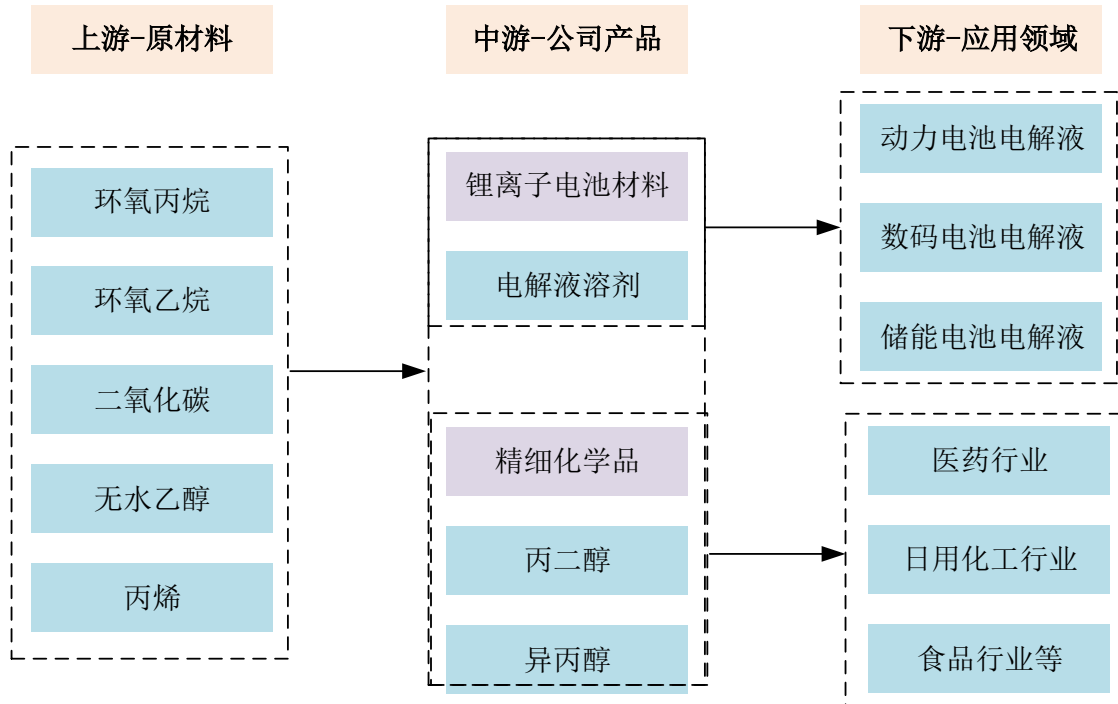 上游-原材料
中游-公司产品
下游-应用领域
环氧丙烷
环氧乙烷
二氧化碳
无水乙醇
丙烯
锂离子电池材料
电解液溶剂
精细化学品
丙二醇
异丙醇
动力电池电解液
数码电池电解液
储能电池电解液
医药行业
日用化工行业
食品行业等